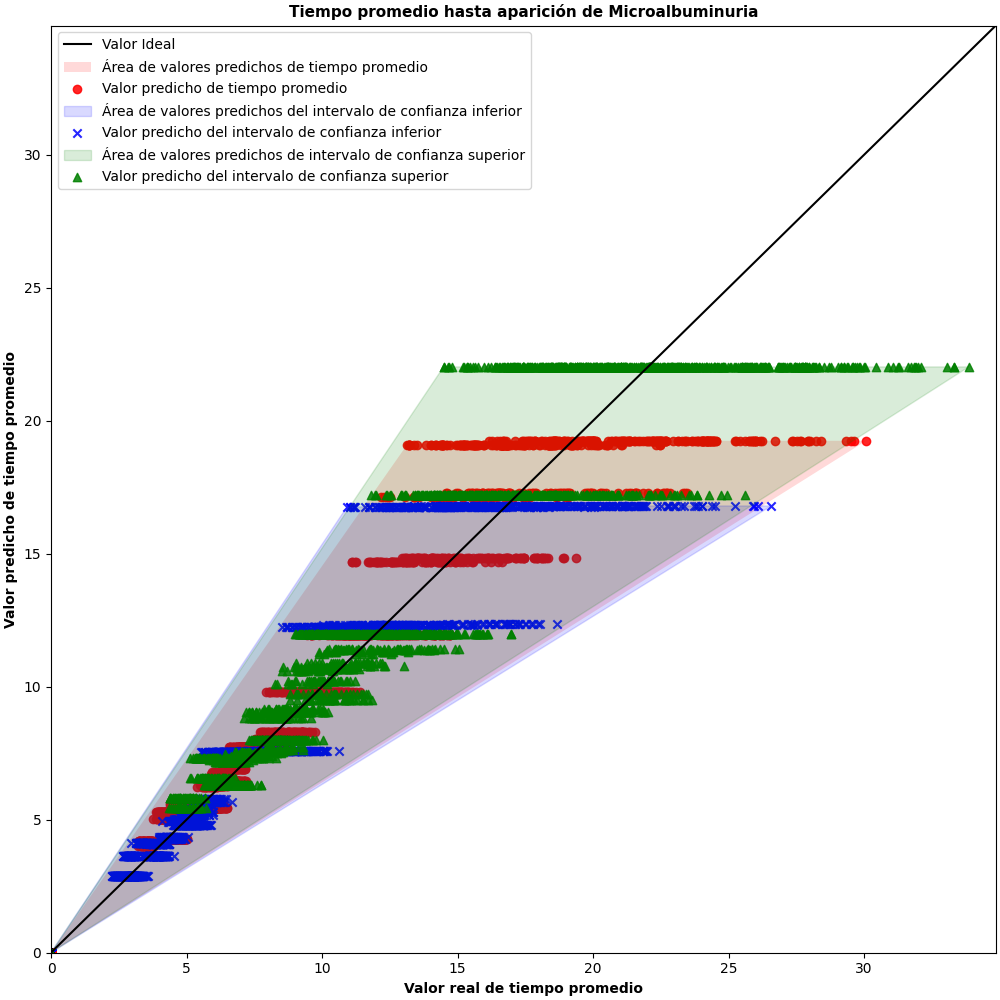 Tiempo promedio hasta aparición de Microalbuminuria
Valor Ideal
Área de valores predichos de tiempo promedio
Valor predicho de tiempo promedio
Área de valores predichos del intervalo de confianza inferior
Valor predicho del intervalo de confianza inferior
Área de valores predichos de intervalo de confianza superior
Valor predicho del intervalo de confianza superior
Valor predicho de tiempo promedio
30
25
20
15
10
5
0
0 5 10 15 20 25 30
Valor real de tiempo promedio